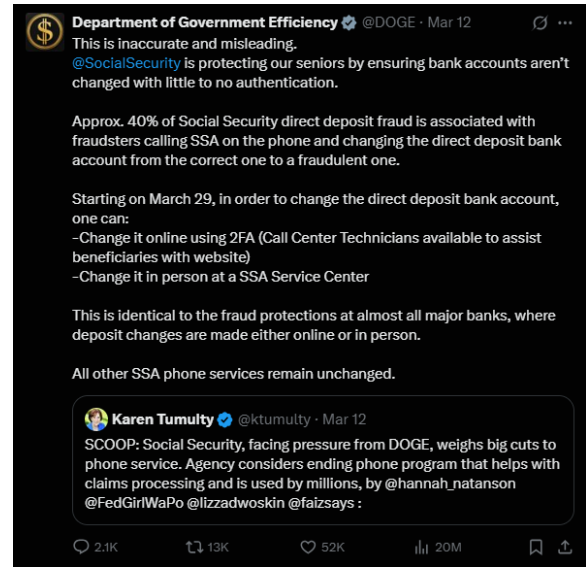 Department of Government Efficiency @DOGE · Mar 12
This is inaccurate and misleading.
@SocialSecurity is protecting our seniors by ensuring bank accounts aren't
changed with little to no authentication.
Approx. 40% of Social Security direct deposit fraud is associated with
fraudsters calling SSA on the phone and changing the direct deposit bank
account from the correct one to a fraudulent one.
Starting on March 29, in order to change the direct deposit bank account,
one can:
-Change it online using 2FA (Call Center Technicians available to assist
beneficiaries with website)
-Change it in person at a SSA Service Center
This is identical to the fraud protections at almost all major banks, where
deposit changes are made either online or in person.
All other SSA phone services remain unchanged.
Karen Tumulty @ktumulty · Mar 12
SCOOP: Social Security, facing pressure from DOGE, weighs big cuts to
phone service. Agency considers ending phone program that helps with
claims processing and is used by millions, by @hannah_natanson
@FedGirlWaPo @lizzadwoskin @faizsays :
2.1K 13K 52K 20M